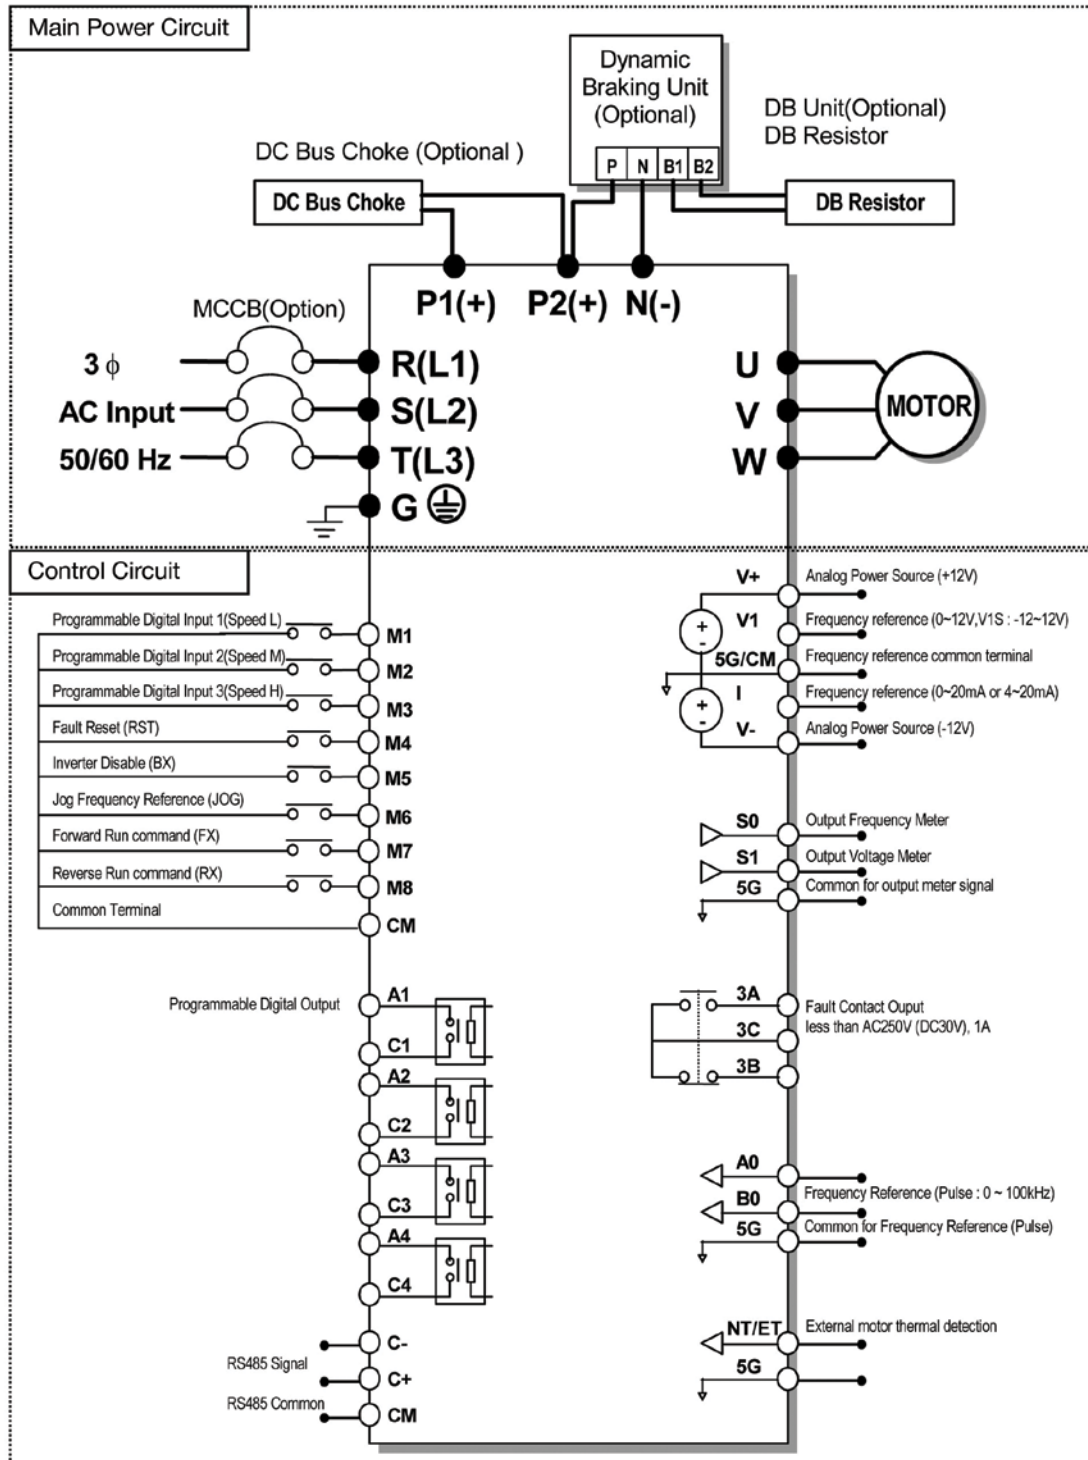 Main Power Circuit
Dynamic
Braking Unit
(Optional)
P N B1 B2
DB Unit(Optional)
DB Resistor
DC Bus Choke (Optional )
DC Bus Choke
DB Resistor
P1(+) P2(+) N(-)
MCCB(Option)
3 ϕ
AC Input
50/60 Hz
R(L1)
S(L2)
T(L3)
G
U
V
W
MOTOR
Control Circuit
Programmable Digital Input 1(Speed L)
M1
Programmable Digital Input 2(Speed M)
M2
Programmable Digital Input 3(Speed H)
M3
Fault Reset (RST)
M4
Inverter Disable (BX)
M5
Jog Frequency Reference (JOG)
M6
Forward Run command (FX)
M7
Reverse Run command (RX)
M8
Common Terminal
CM
V+
Analog Power Source (+12V)
V1
Frequency reference (0~12V,V1S : -12~12V)
5G/CM
Frequency reference common terminal
I
Frequency reference (0~20mA or 4~20mA)
V-
Analog Power Source (-12V)
+
-
+
-
S0
Output Frequency Meter
S1
Output Voltage Meter
5G
Common for output meter signal
Programmable Digital Output
A1
C1
A2
C2
A3
C3
A4
C4
3A
3C
3B
Fault Contact Ouput
less than AC250V (DC30V), 1A
A0
B0
Frequency Reference (Pulse : 0 ~ 100kHz)
5G
Common for Frequency Reference (Pulse)
RS485 Signal
RS485 Common
C-
C+
CM
NT/ET
External motor thermal detection
5G